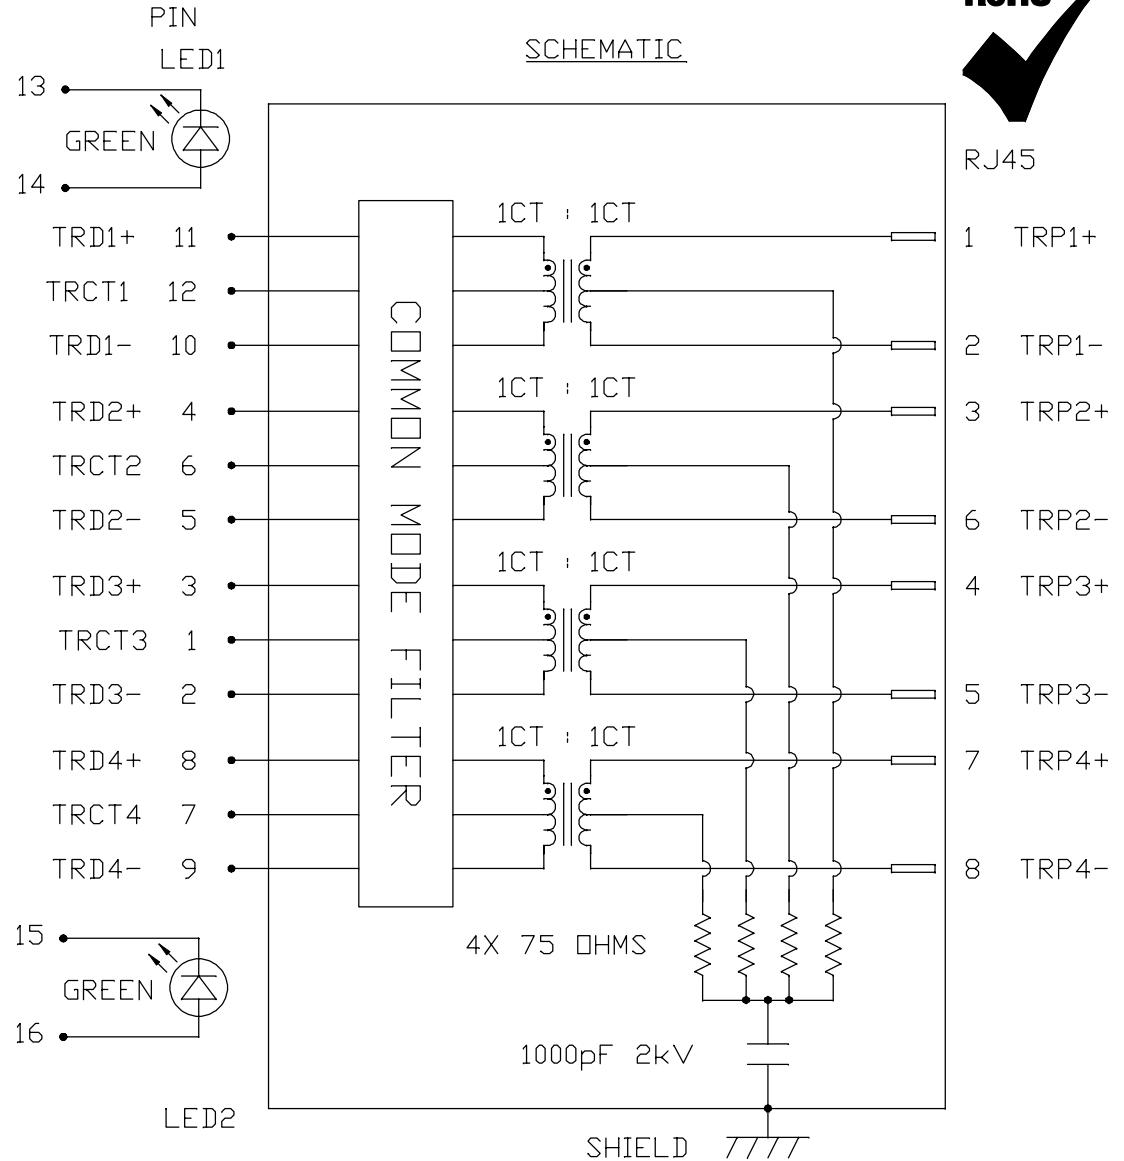 PIN
LED1
SCHEMATIC
13
GREEN
14
RJ45
1CT : 1CT
TRD1+ 11
1 TRP1+
TRCT1 12
TRD1- 10
2 TRP1-
1CT : 1CT
TRD2+ 4
3 TRP2+
TRCT2 6
TRD2- 5
6 TRP2-
1CT : 1CT
TRD3+ 3
4 TRP3+
TRCT3 1
TRD3- 2
5 TRP3-
1CT : 1CT
TRD4+ 8
7 TRP4+
TRCT4 7
TRD4- 9
8 TRP4-
COMMON MODE FILTER
15
GREEN
16
4X 75 OHMS
1000pF 2kV
LED2
SHIELD